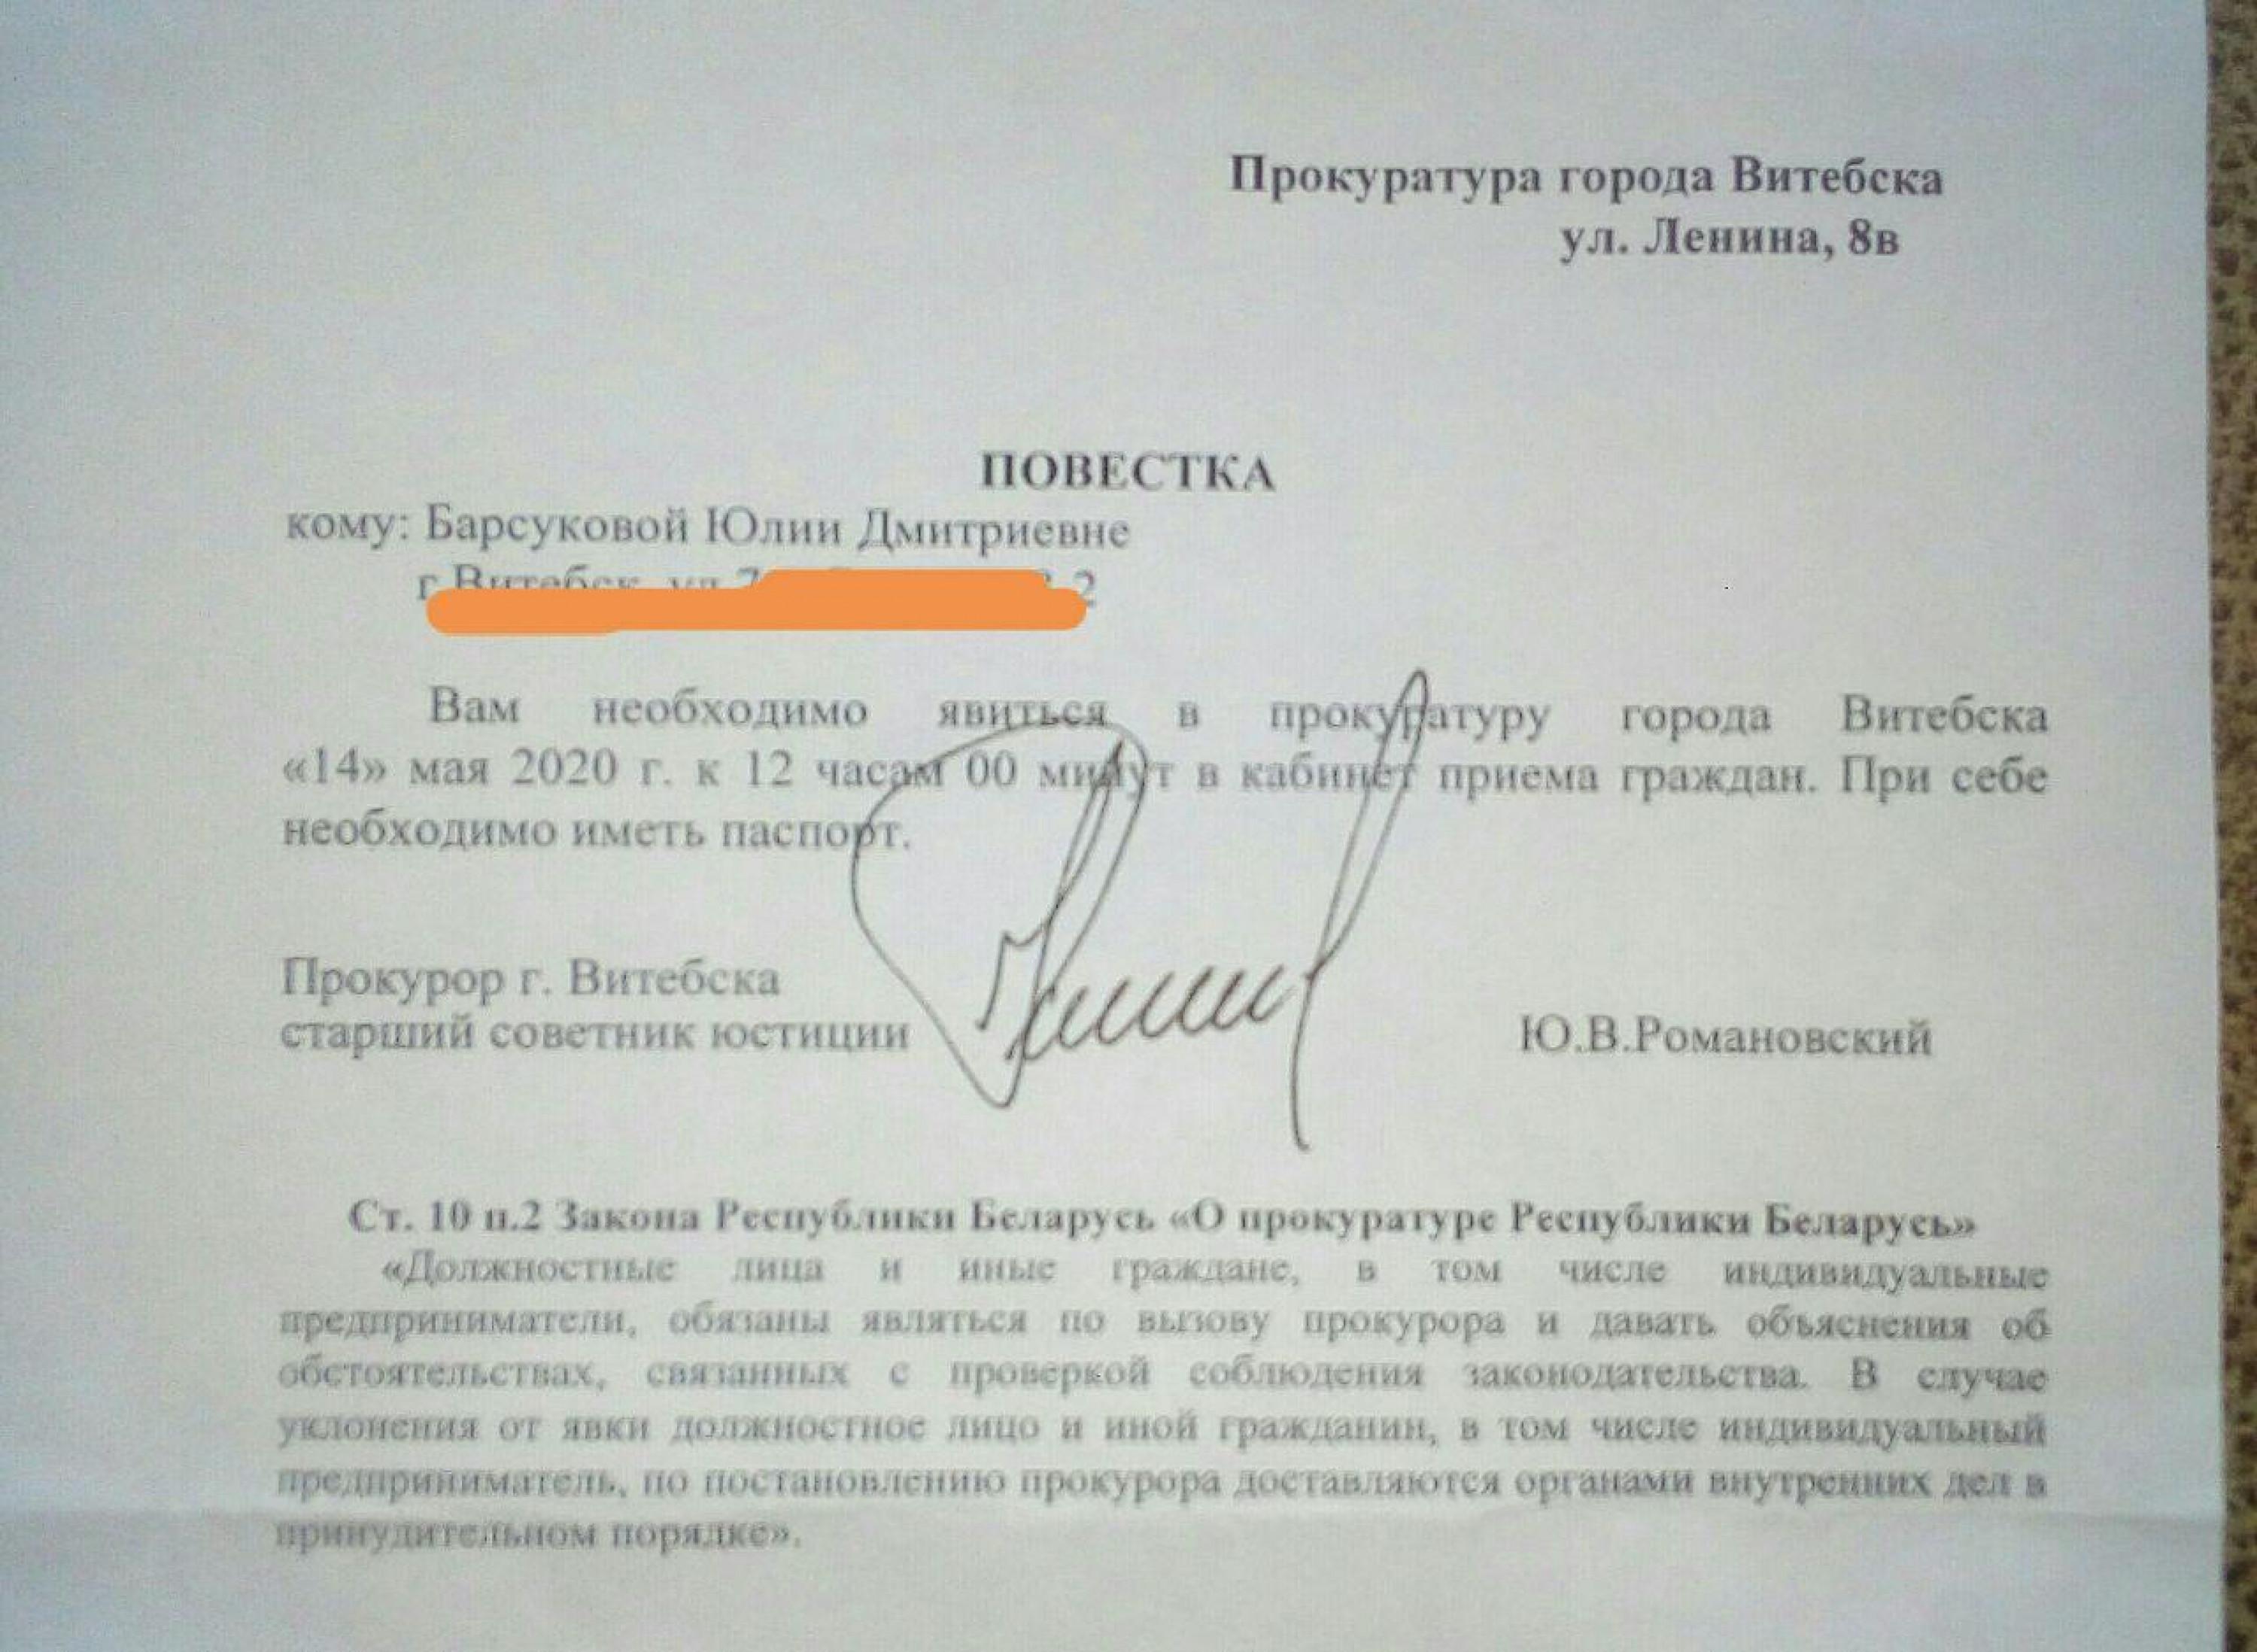 Прокуратура города Витебска
ул. Ленина, 8в
ПОВЕСТКА
кому: Барсуковой Юлии Дмитриевне
г Витебск, ул 2
Вам необходимо явиться в прокуратуру города Витебска
«14» мая 2020 г. к 12 часам 00 минут в кабинет приема граждан. При себе
необходимо иметь паспорт.
Прокурор г. Витебска
старший советник юстиции
Ю.В.Романовский
Ст. 10 п.2 Закона Республики Беларусь «О прокуратуре Республики Беларусь»
«Должностные лица и иные граждане, в том числе индивидуальные
предприниматели, обязаны являться по вызову прокурора и давать объяснения об
обстоятельствах, связанных с проверкой соблюдения законодательства. В случае
уклонения от явки должностное лицо и иной гражданин, в том числе индивидуальный
предприниматель, по постановлению прокурора доставляются органами внутренних дел в
принудительном порядке».